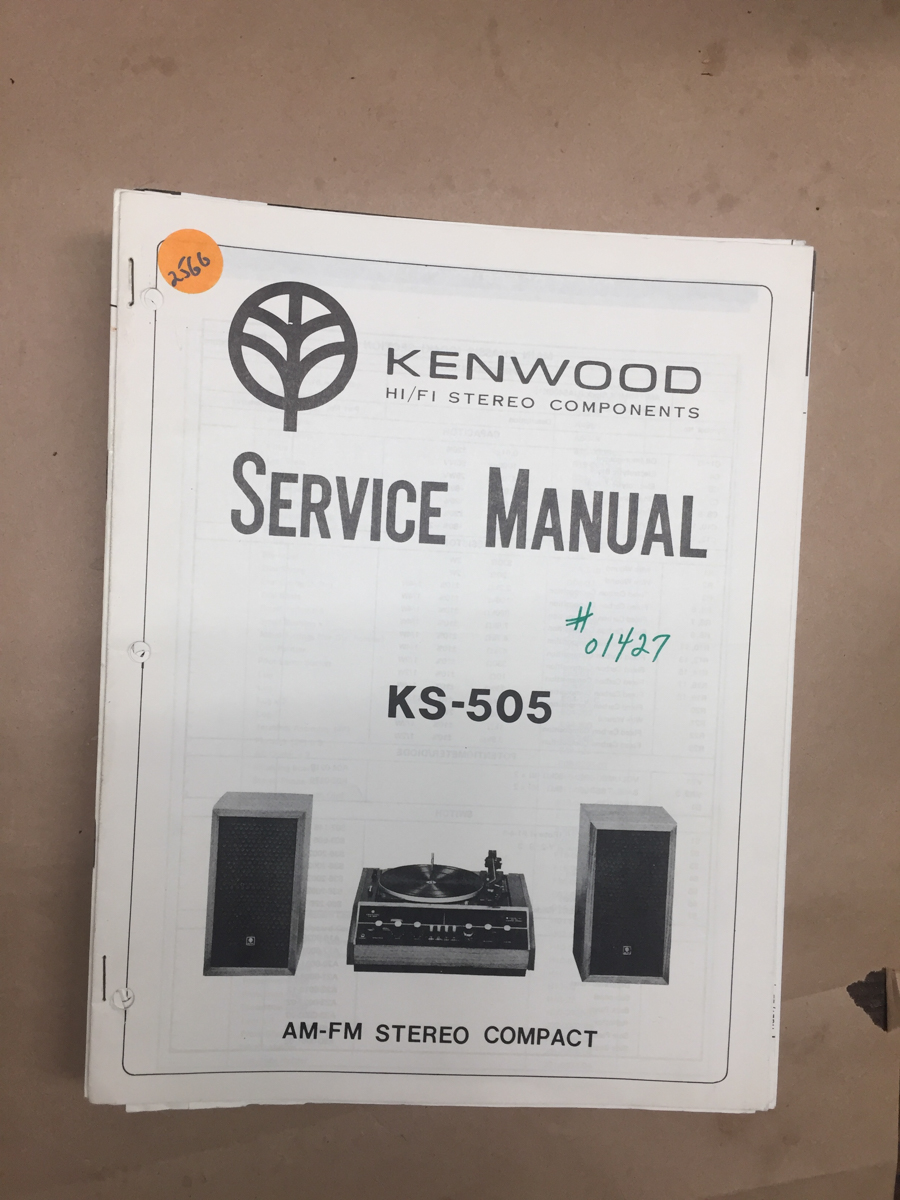 2566
KENWOOD
HI/FI STEREO COMPONENTS
SERVICE MANUAL
#
01427
KS-505
AM-FM STEREO COMPACT